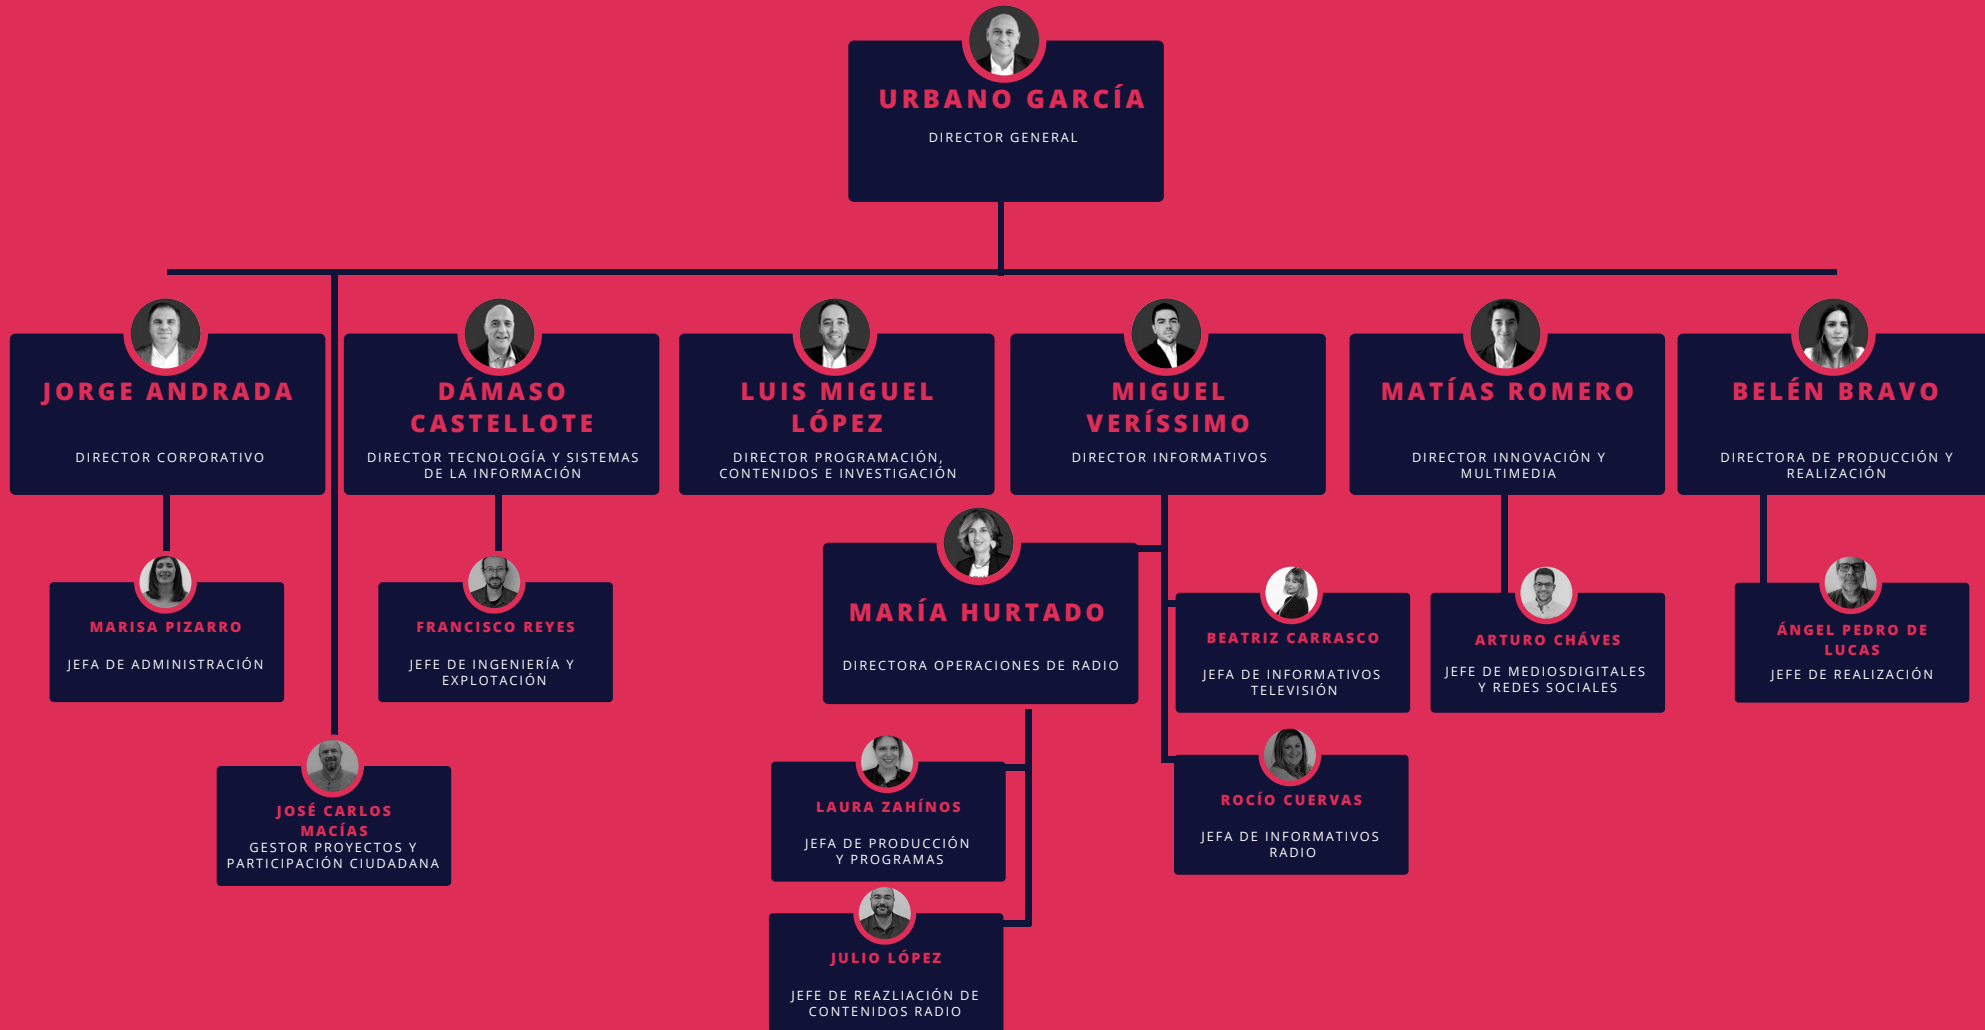 URBANO GARCÍA
DIRECTOR GENERAL
JORGE ANDRADA
DIRECTOR CORPORATIVO
DÁMASO
CASTELLOTE
DIRECTOR TECNOLOGÍA Y SISTEMAS
DE LA INFORMACIÓN
LUIS MIGUEL
LÓPEZ
DIRECTOR PROGRAMACIÓN,
CONTENIDOS E INVESTIGACIÓN
MIGUEL
VERÍSSIMO
DIRECTOR INFORMATIVOS
MATÍAS ROMERO
DIRECTOR INNOVACIÓN Y
MULTIMEDIA
BELÉN BRAVO
DIRECTORA DE PRODUCCIÓN Y
REALIZACIÓN
MARISA PIZARRO
JEFA DE ADMINISTRACIÓN
FRANCISCO REYES
JEFE DE INGENIERÍA Y
EXPLOTACIÓN
MARÍA HURTADO
DIRECTORA OPERACIONES DE RADIO
BEATRIZ CARRASCO
JEFA DE INFORMATIVOS
TELEVISIÓN
ARTURO CHÁVES
JEFE DE MEDIOSDIGITALES
Y REDES SOCIALES
ÁNGEL PEDRO DE
LUCAS
JEFE DE REALIZACIÓN
JOSÉ CARLOS
MACÍAS
GESTOR PROYECTOS Y
PARTICIPACIÓN CIUDADANA
LAURA ZAHÍNOS
JEFA DE PRODUCCIÓN
Y PROGRAMAS
ROCÍO CUERVAS
JEFA DE INFORMATIVOS
RADIO
JULIO LÓPEZ
JEFE DE REAZLIACIÓN DE
CONTENIDOS RADIO